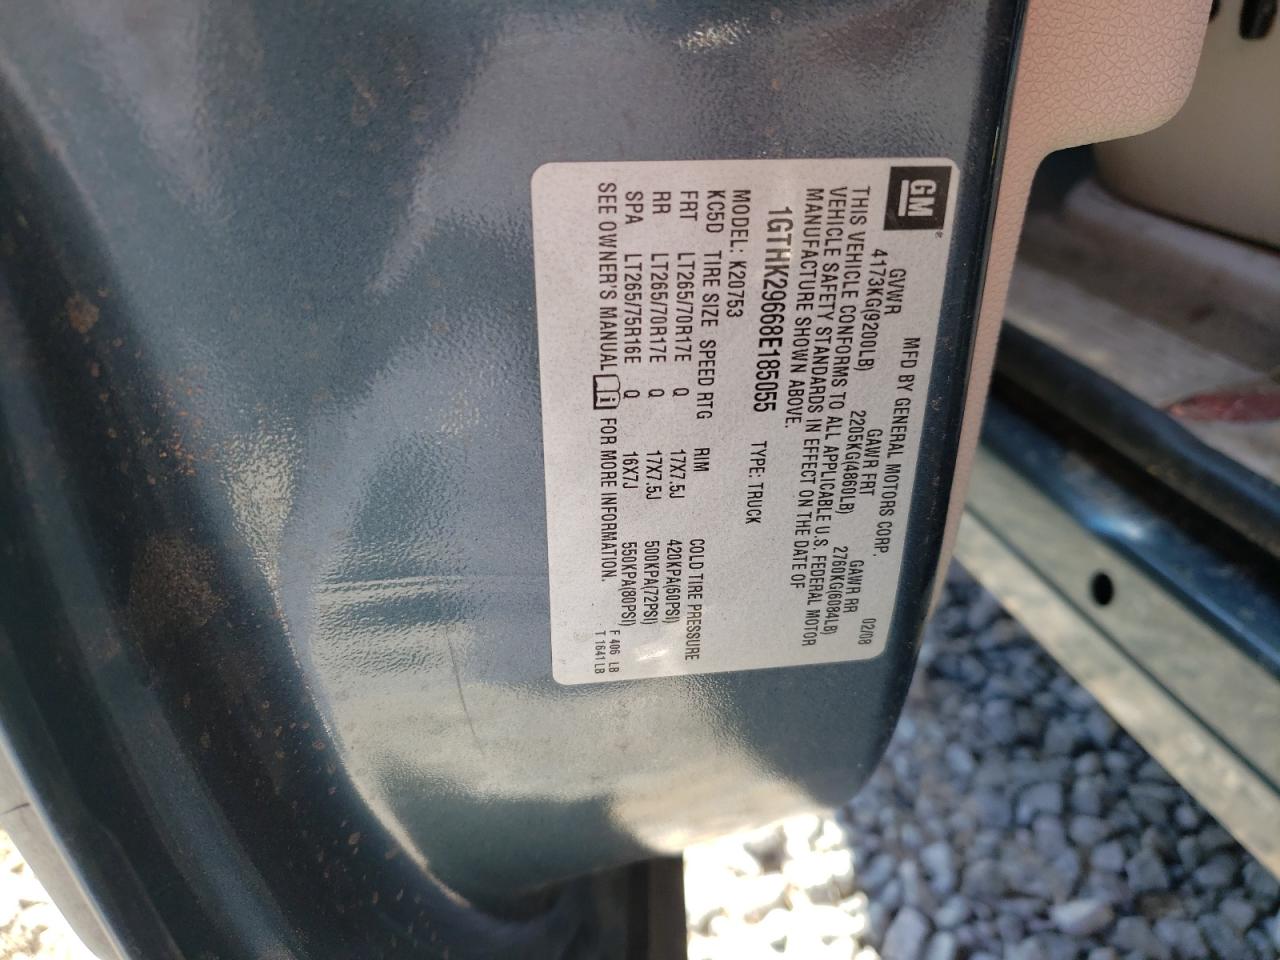 GM®
MFD BY GENERAL MOTORS CORP. 02/08
GVWR GAWR FRT GAWR RR
4173KG(9200LB) 2205KG(4860LB) 2760KG(6084LB)
THIS VEHICLE CONFORMS TO ALL APPLICABLE U.S. FEDERAL MOTOR
VEHICLE SAFETY STANDARDS IN EFFECT ON THE DATE OF
MANUFACTURE SHOWN ABOVE.
1GTHK29668E185055 TYPE: TRUCK
MODEL: K20753
KC5D TIRE SIZE SPEED RTG RIM COLD TIRE PRESSURE
FRT LT265/70R17E Q 17X7.5J 420KPA(60PSI)
RR LT265/70R17E Q 17X7.5J 500KPA(72PSI)
SPA LT265/75R16E Q 16X7J 550KPA(80PSI)
SEE OWNER'S MANUAL i FOR MORE INFORMATION.
F 406 LB
T 1641 LB